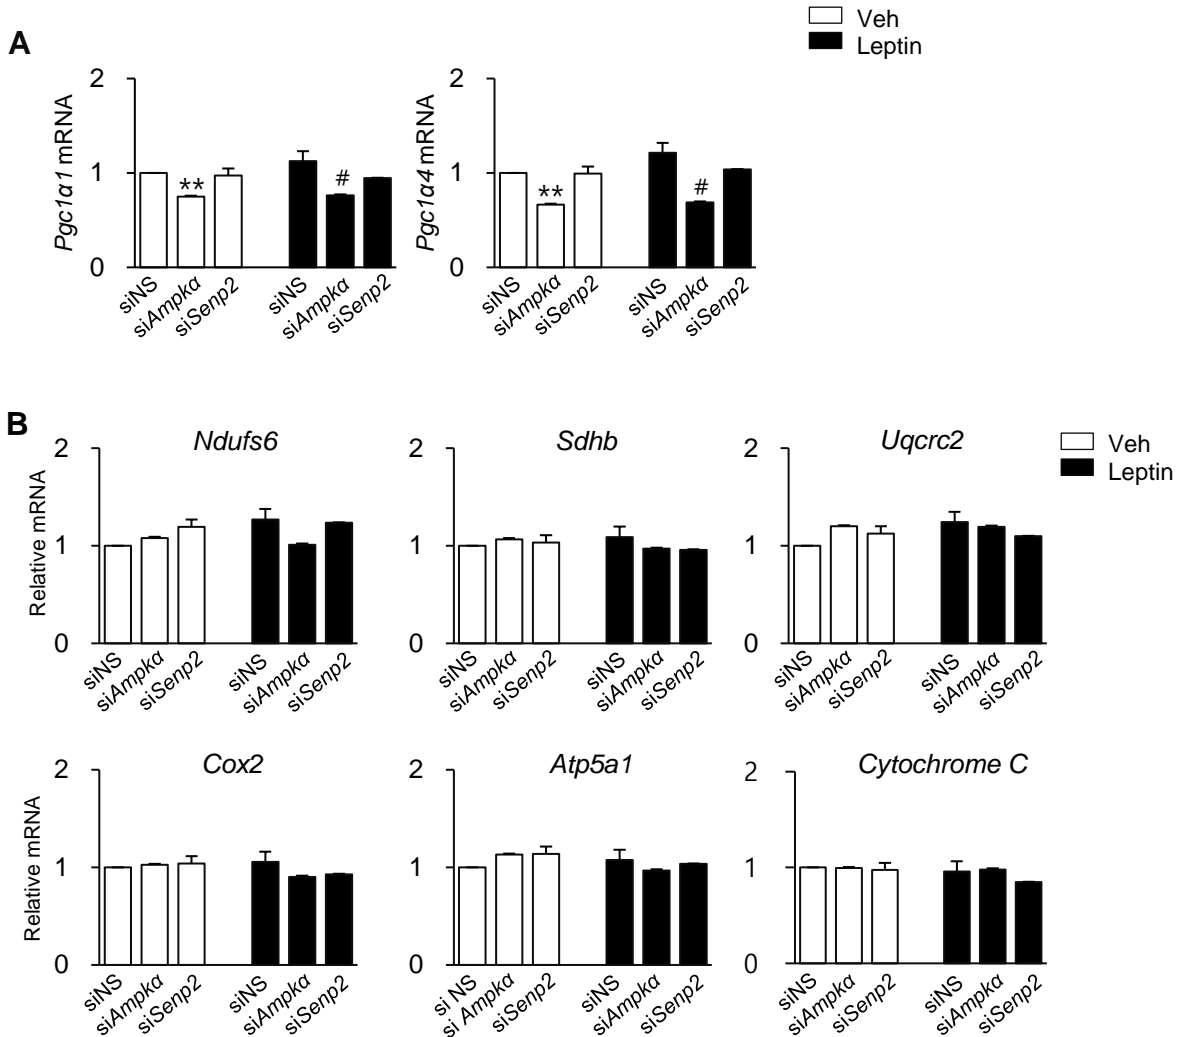 Veh
Leptin
A
2
1
0
Pgc1α1 mRNA
**
#
siNS
siAmpkα
siSenp2
siNS
siAmpkα
siSenp2
2
1
0
Pgc1α4 mRNA
**
#
siNS
siAmpkα
siSenp2
siNS
siAmpkα
siSenp2
B
Veh
Leptin
Ndufs6
Relative mRNA
2
1
0
siNS
siAmpkα
siSenp2
siNS
siAmpkα
siSenp2
Sdhb
2
1
0
siNS
siAmpkα
siSenp2
siNS
siAmpkα
siSenp2
Uqcrc2
2
1
0
siNS
siAmpkα
siSenp2
siNS
siAmpkα
siSenp2
Cox2
Relative mRNA
2
1
0
siNS
siAmpkα
siSenp2
siNS
siAmpkα
siSenp2
Atp5a1
2
1
0
si NS
si Ampkα
siSenp2
siNS
siAmpkα
siSenp2
Cytochrome C
2
1
0
siNS
siAmpkα
siSenp2
siNS
siAmpkα
siSenp2